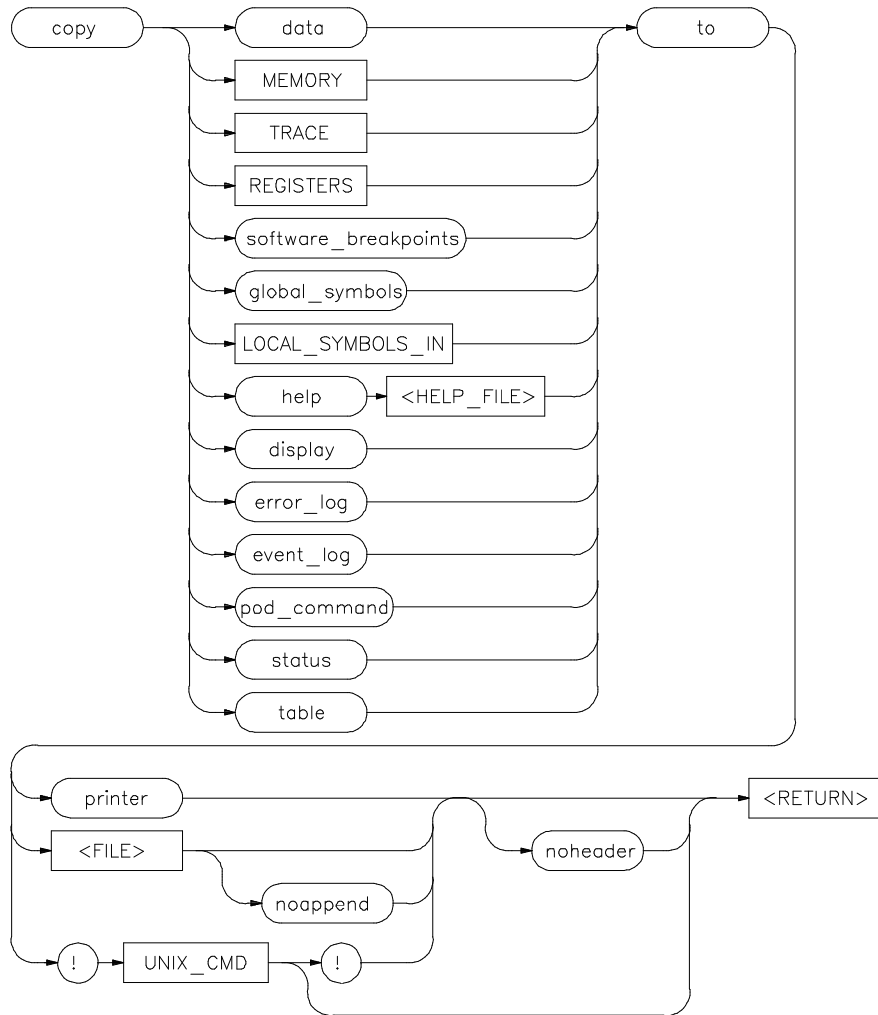 copy data to
MEMORY
TRACE
REGISTERS
software_breakpoints
global_symbols
LOCAL_SYMBOLS_IN
help <HELP_FILE>
display
error_log
event_log
pod_command
status
table
printer <RETURN>
<FILE> noheader
noappend
! UNIX_CMD !